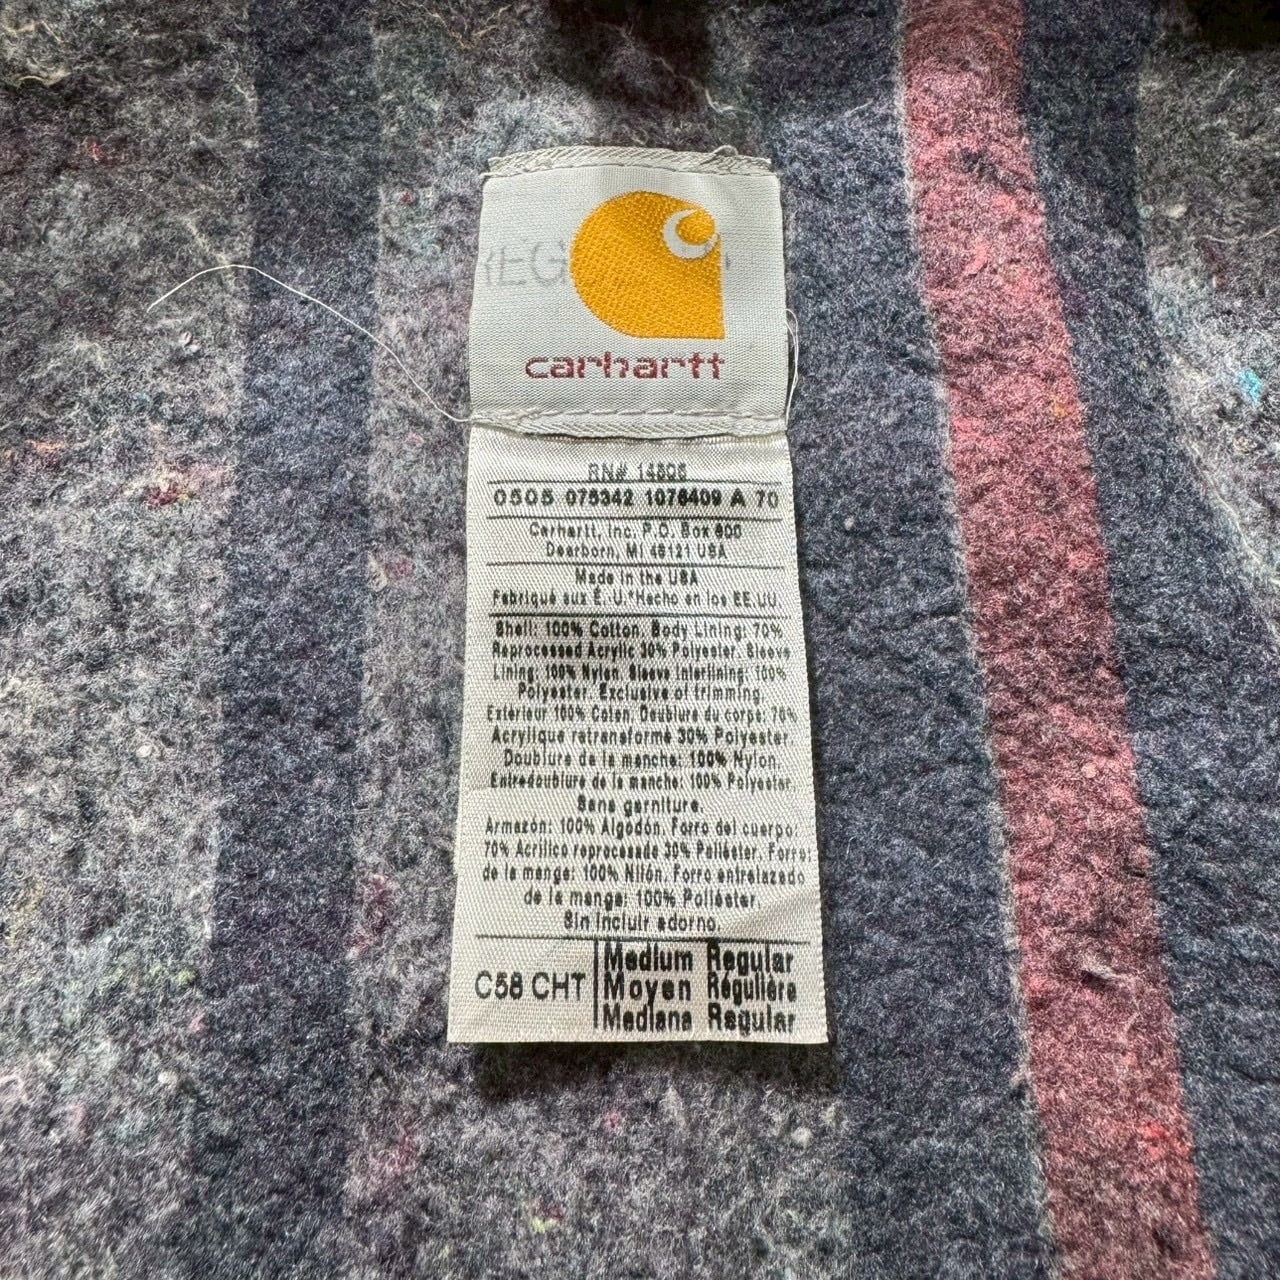 carhartt
RN# 14806
0505 075342 1076409 A 70
Carhartt, Inc. P.O. Box 600
Dearborn, MI 48121 USA
Made in the USA
Fabriqué aux É.-U.*Hecho en los EE.UU.
Shell: 100% Cotton. Body Lining: 70%
Reprocessed Acrylic 30% Polyester. Sleeve
Lining: 100% Nylon. Sleeve Interlining: 100%
Polyester. Exclusive of trimming.
Exterieur 100% Coten. Doublure du corps: 70%
Acrylique retransforme 30% Polyester.
Doublure de la manche: 100% Nylon.
Entredoublure de la manche: 100% Polyester.
Sans garniture.
Armazón: 100% Algodón. Forro del cuerpo:
70% Acrílico reprocesado 30% Poliéster. Forro:
de la manga: 100% Nilón. Forro entrelazado
de la manga: 100% Poliéster.
Sin incluir adorno.
C58 CHT
Medium Regular
Moyen Régulière
Mediana Regular